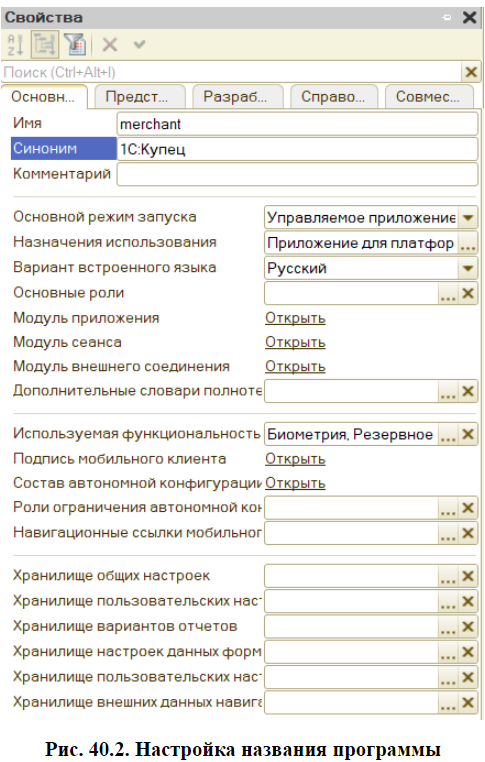 Свойства
Поиск (Ctrl+Alt+I)
Основн... Предст... Разраб... Справо... Совмес...
Имя merchant
Синоним 1С:Купец
Комментарий
Основной режим запуска Управляемое приложение
Назначения использования Приложение для платфор ...
Вариант встроенного языка Русский
Основные роли ...
Модуль приложения Открыть
Модуль сеанса Открыть
Модуль внешнего соединения Открыть
Дополнительные словари полноте ...
Используемая функциональность Биометрия, Резервное ...
Подпись мобильного клиента Открыть
Состав автономной конфигурации Открыть
Роли ограничения автономной кон ...
Навигационные ссылки мобильног ...
Хранилище общих настроек ...
Хранилище пользовательских нас ...
Хранилище вариантов отчетов ...
Хранилище настроек данных форм ...
Хранилище пользовательских нас ...
Хранилище внешних данных навига ...
Рис. 40.2. Настройка названия программы